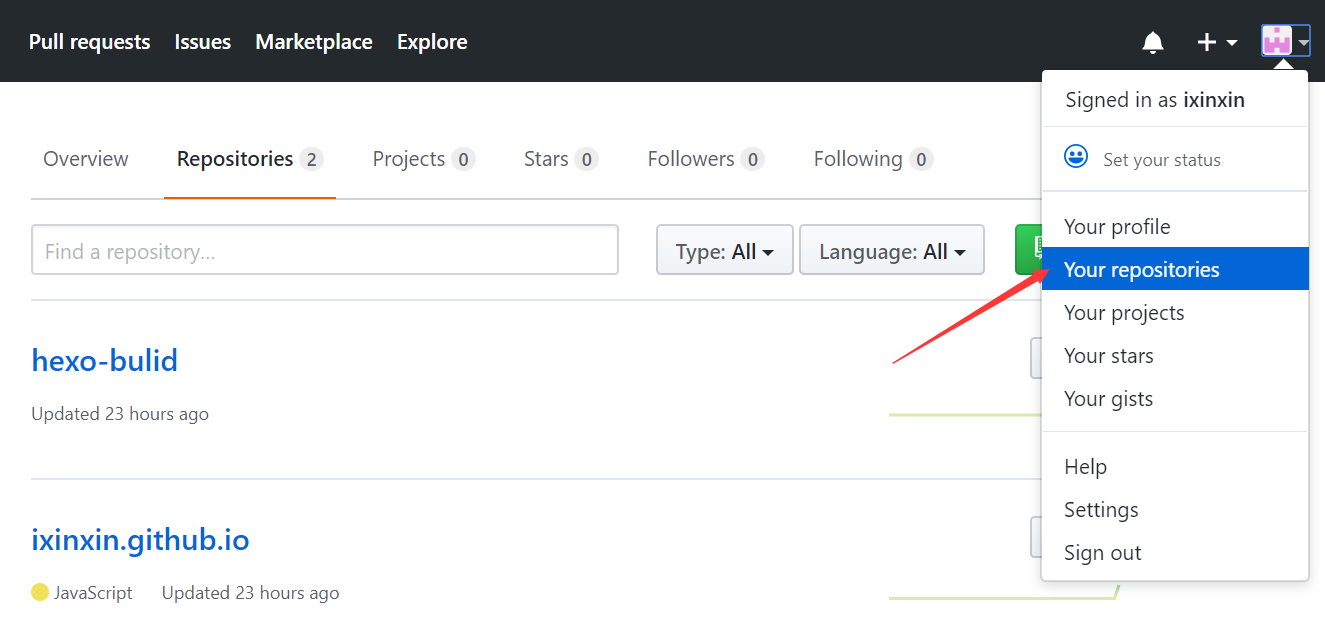 Pull requests Issues Marketplace Explore
Signed in as ixinxin
Set your status
Your profile
Your repositories
Your projects
Your stars
Your gists
Help
Settings
Sign out
Overview Repositories 2 Projects 0 Stars 0 Followers 0 Following 0
Find a repository... Type: All Language: All
hexo-bulid
Updated 23 hours ago
ixinxin.github.io
JavaScript Updated 23 hours ago